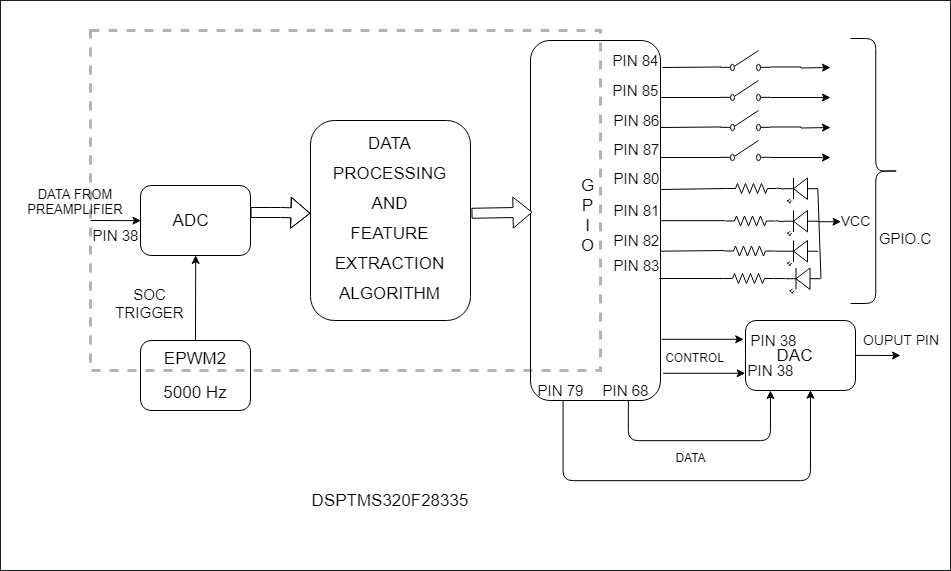 PIN 84
PIN 85
PIN 86
PIN 87
PIN 80
PIN 81
PIN 82
PIN 83
GPIO
DATA
PROCESSING
AND
FEATURE
EXTRACTION
ALGORITHM
DATA FROM
PREAMPLIFIER
PIN 38
ADC
SOC
TRIGGER
EPWM2
5000 Hz
VCC
GPIO.C
CONTROL
PIN 38
DAC
PIN 38
OUPUT PIN
PIN 79
PIN 68
DATA
DSPTMS320F28335